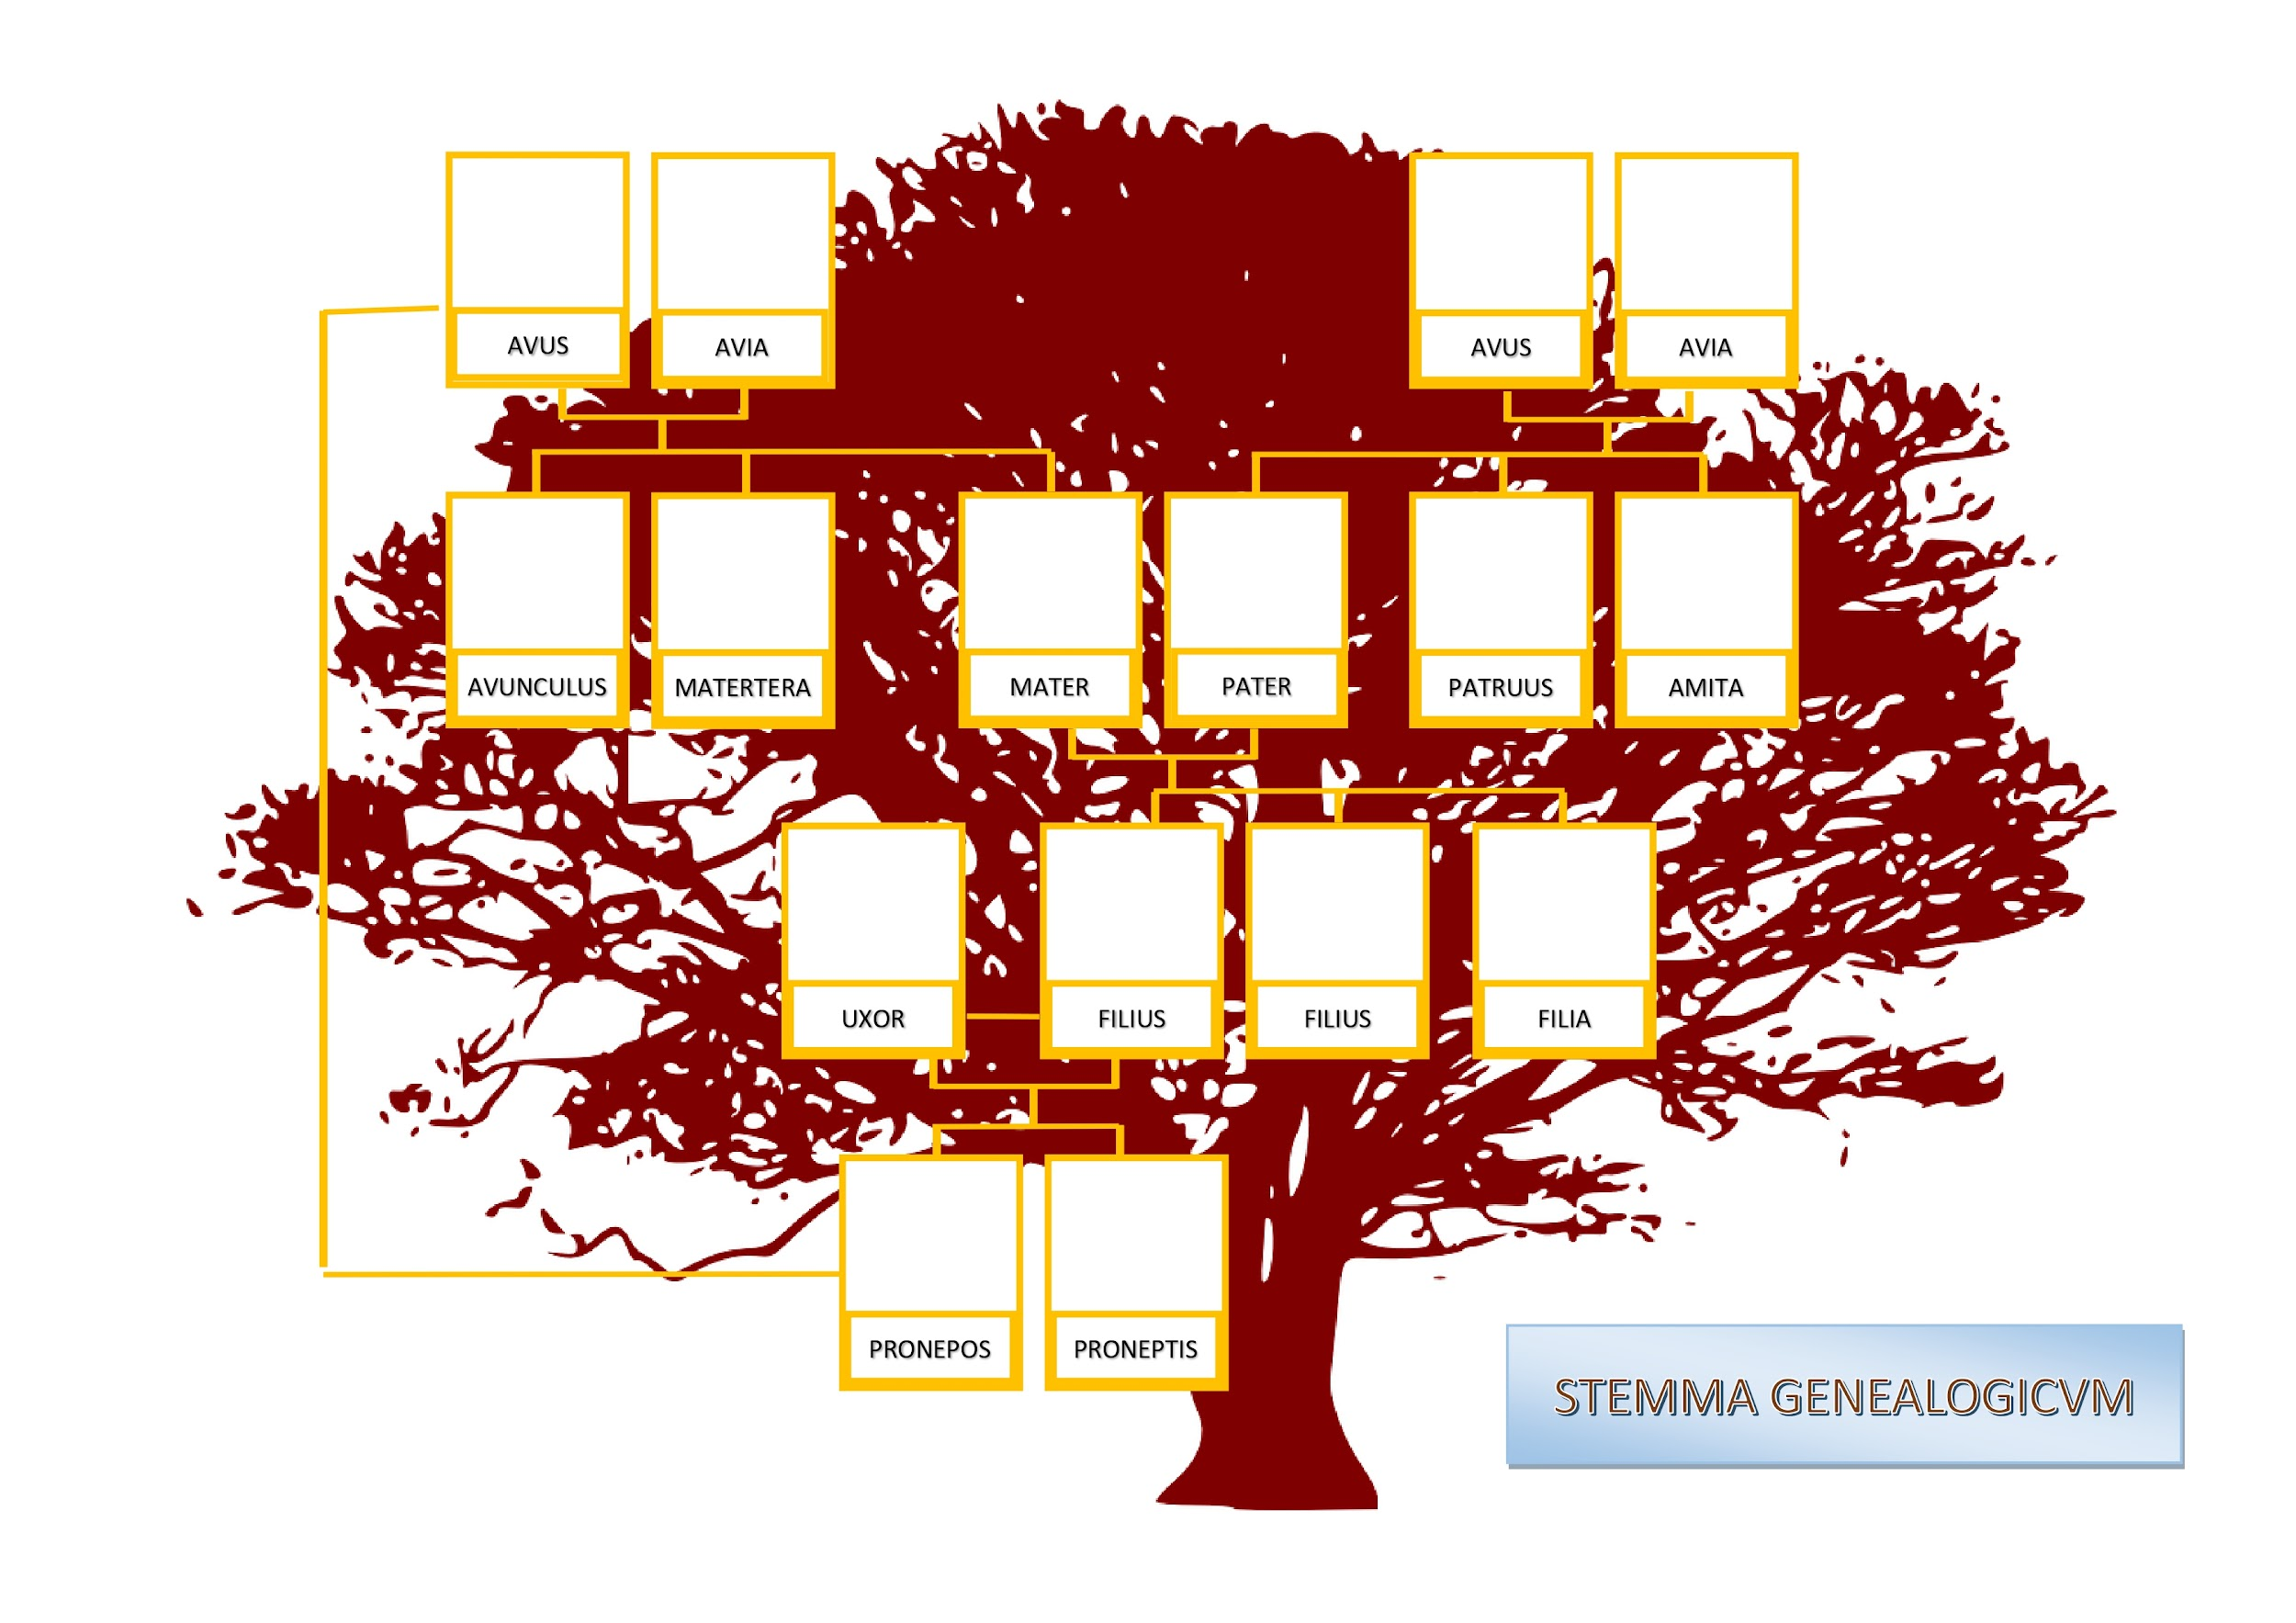 AVUS
AVIA
AVUS
AVIA
AVUNCULUS
MATERTERA
MATER
PATER
PATRUUS
AMITA
UXOR
FILIUS
FILIUS
FILIA
PRONEPOS
PRONEPTIS
STEMMA GENEALOGICVM